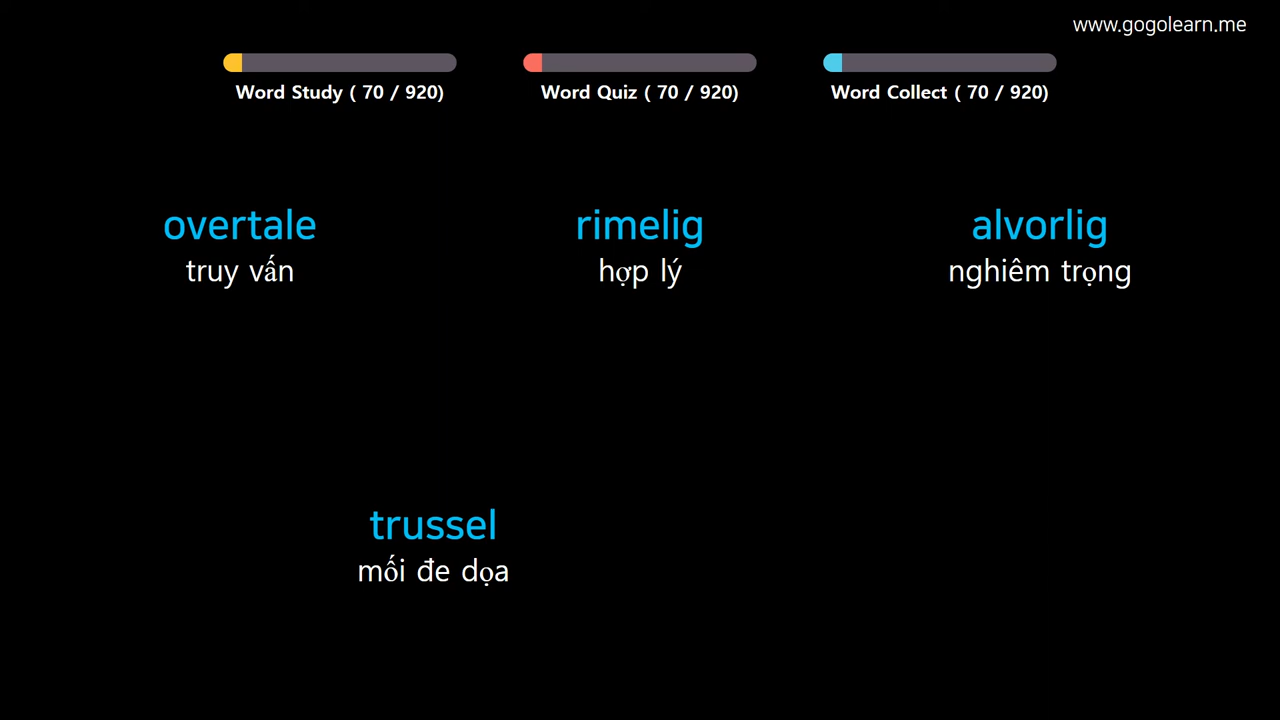 www.gogolearn.me
Word Study ( 70 / 920)
Word Quiz ( 70 / 920)
Word Collect ( 70 / 920)
overtale
truy vấn
rimelig
hợp lý
alvorlig
nghiêm trọng
trussel
mối đe dọa